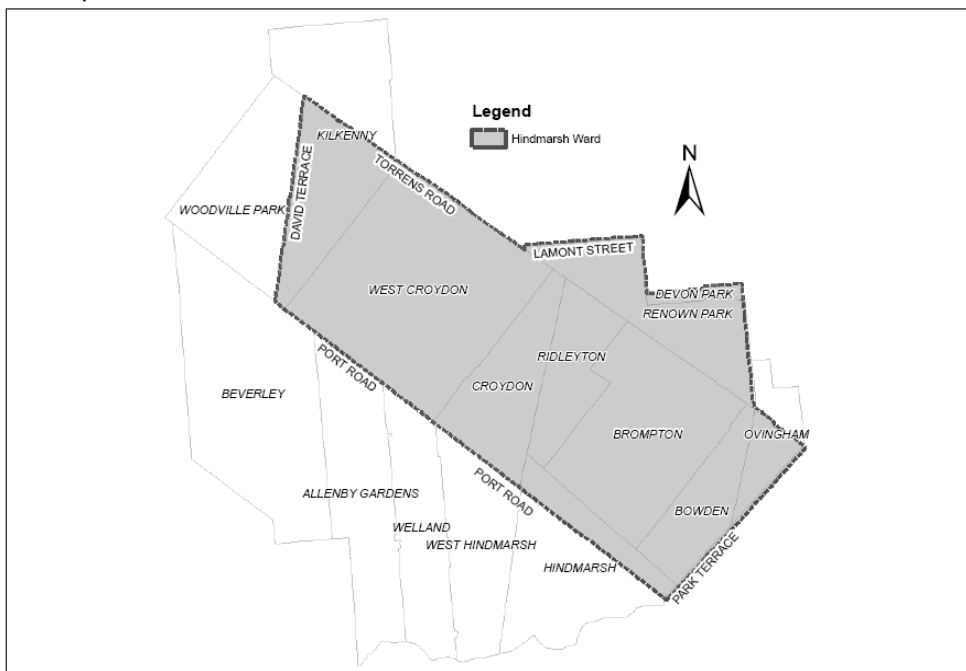 Legend
Hindmarsh Ward
N
KILKENNY
TORRENS ROAD
DAVID TERRACE
WOODVILLE PARK
LAMONT STREET
WEST CROYDON
DEVON PARK
RENOWN PARK
PORT ROAD
RIDLEYTON
CROYDON
BEVERLEY
BROMPTON
OVINGHAM
PORT ROAD
ALLENBY GARDENS
BOWDEN
WELLAND
WEST HINDMARSH
HINDMARSH
PARK TERRACE